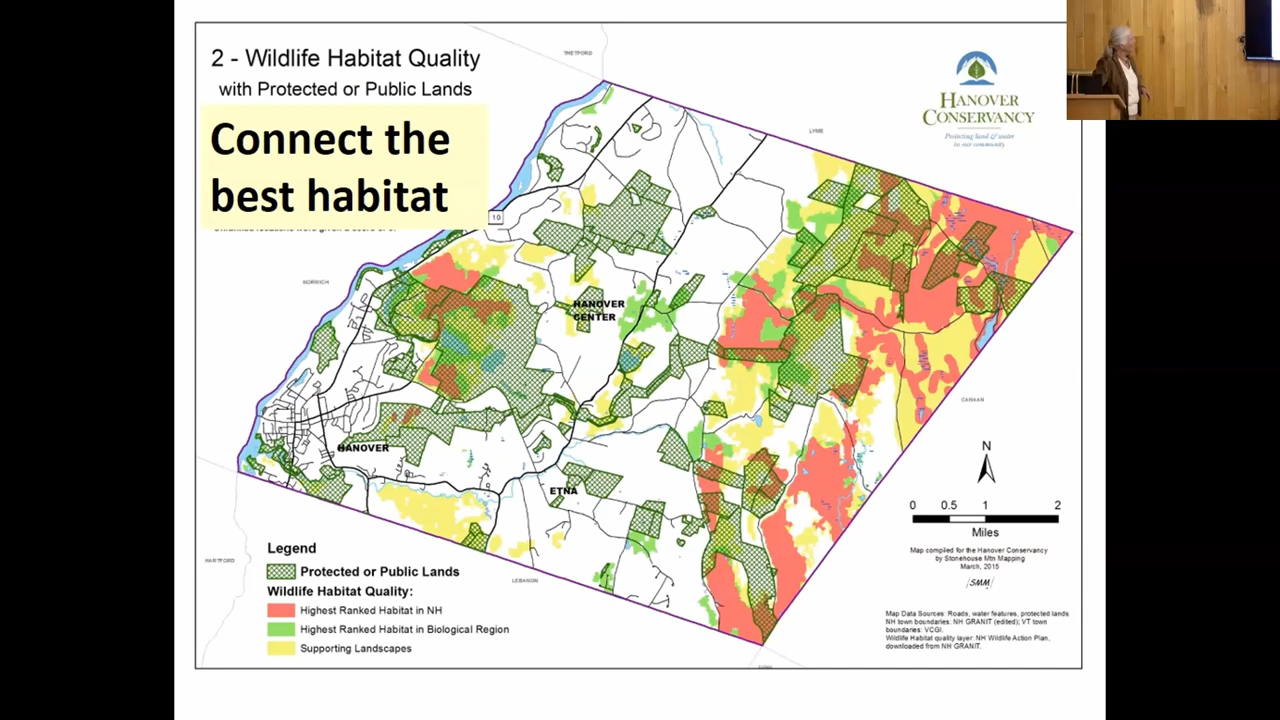 2 - Wildlife Habitat Quality
with Protected or Public Lands
Connect the
best habitat
HANOVER
CONSERVANCY
Protecting land & water
in our community
THETFORD
LYME
10
NORWICH
HANOVER
CENTER
CANAAN
HANOVER
ETNA
HARTFORD
LEBANON
N
0 0.5 1 2
Miles
Map compiled for the Hanover Conservancy
by Stonehouse Mtn Mapping
March, 2015
SMM
Legend
Protected or Public Lands
Wildlife Habitat Quality:
Highest Ranked Habitat in NH
Highest Ranked Habitat in Biological Region
Supporting Landscapes
Map Data Sources: Roads, water features, protected lands
NH town boundaries: NH GRANIT (edited); VT town
boundaries: VCGI.
Wildlife Habitat quality layer: NH Wildlife Action Plan,
downloaded from NH GRANIT.